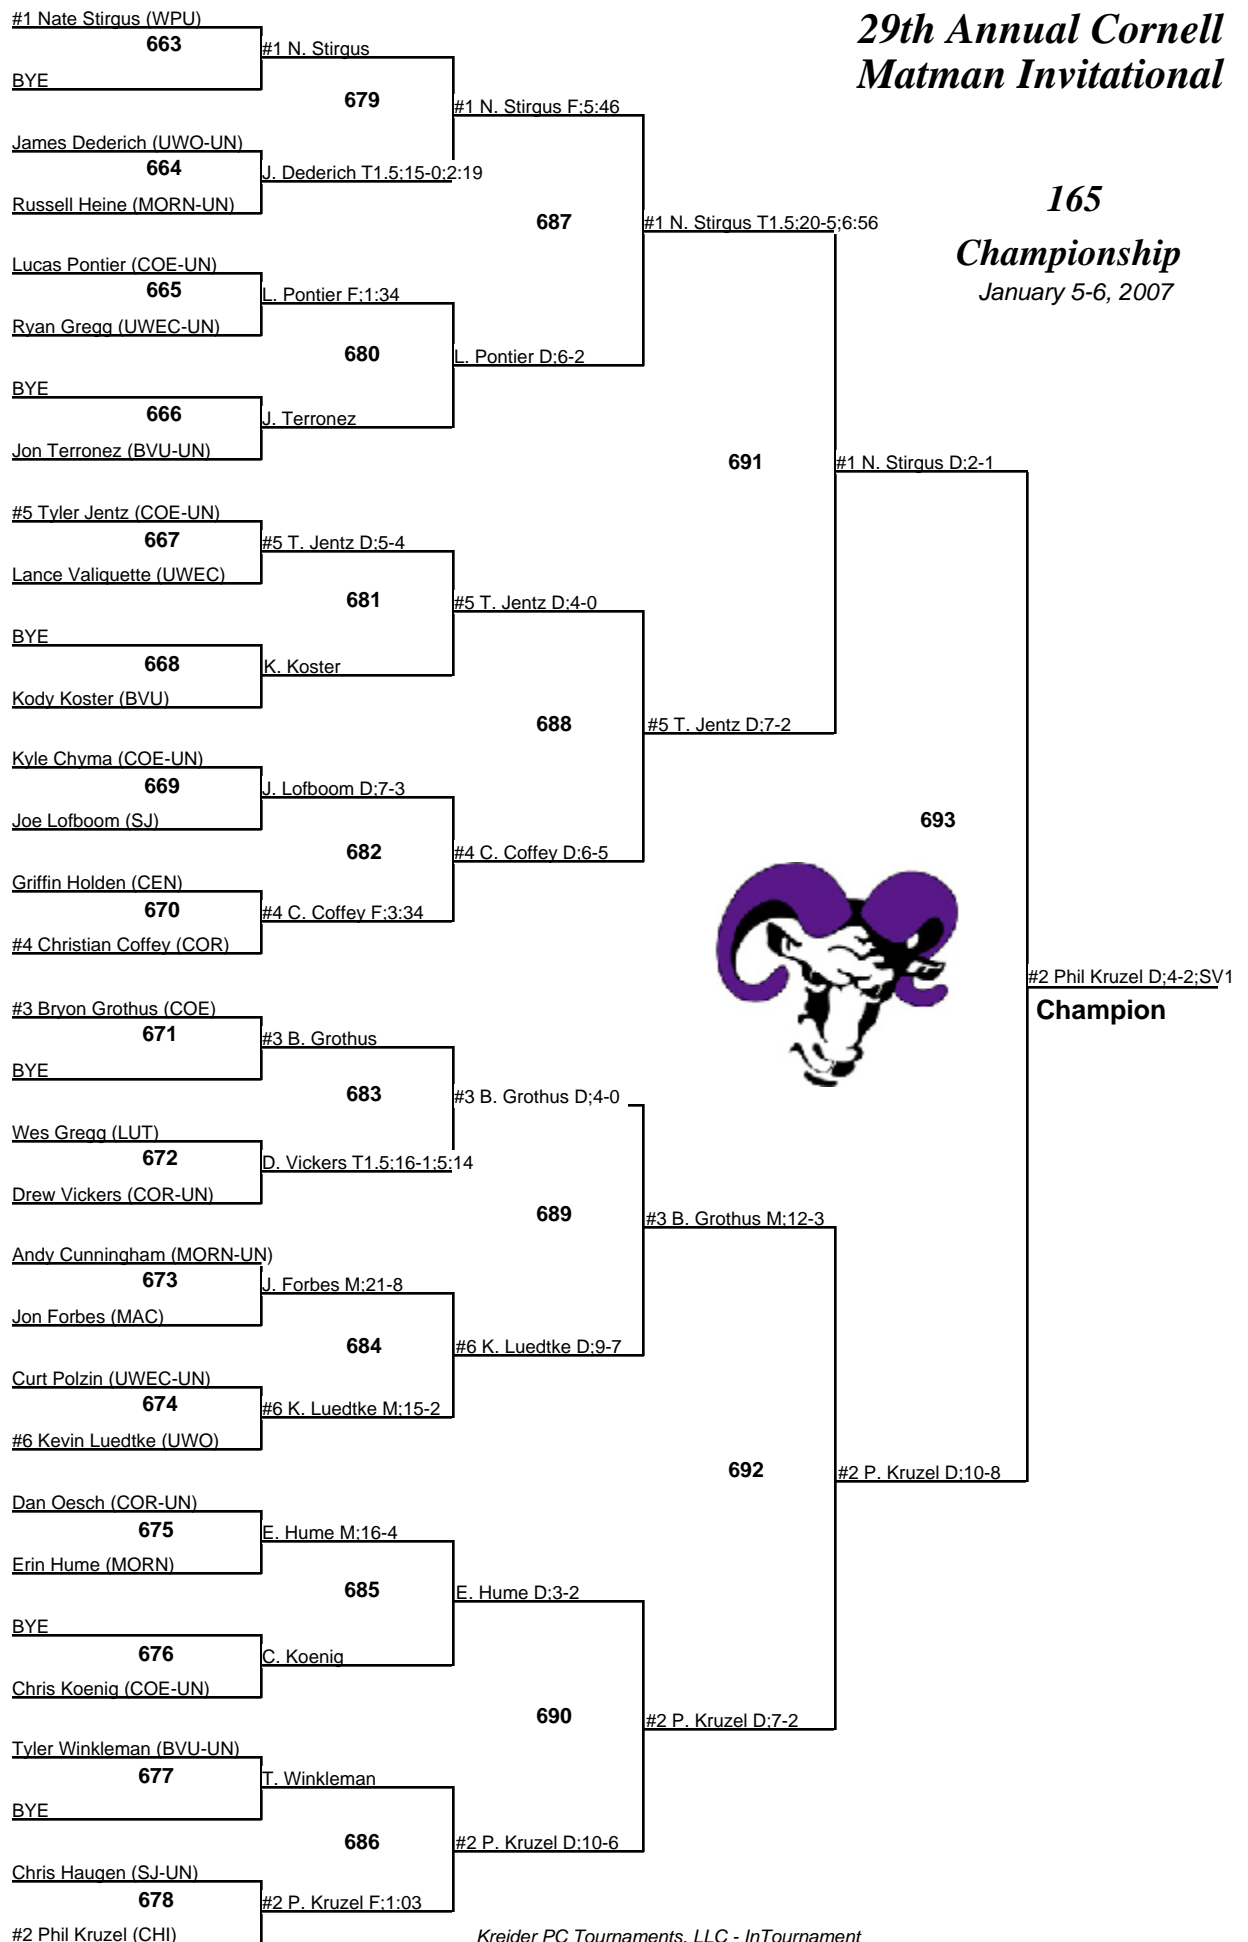 29th Annual Cornell
Matman Invitational
165
Championship
January 5-6, 2007
#1 Nate Stirgus (WPU)
663
BYE
James Dederich (UWO-UN)
664
Russell Heine (MORN-UN)
Lucas Pontier (COE-UN)
665
Ryan Gregg (UWEC-UN)
BYE
666
Jon Terronez (BVU-UN)
#5 Tyler Jentz (COE-UN)
667
Lance Valiquette (UWEC)
BYE
668
Kody Koster (BVU)
Kyle Chyma (COE-UN)
669
Joe Lofboom (SJ)
Griffin Holden (CEN)
670
#4 Christian Coffey (COR)
#3 Bryon Grothus (COE)
671
BYE
Wes Gregg (LUT)
672
Drew Vickers (COR-UN)
Andy Cunningham (MORN-UN)
673
Jon Forbes (MAC)
Curt Polzin (UWEC-UN)
674
#6 Kevin Luedtke (UWO)
Dan Oesch (COR-UN)
675
Erin Hume (MORN)
BYE
676
Chris Koenig (COE-UN)
Tyler Winkleman (BVU-UN)
677
BYE
Chris Haugen (SJ-UN)
678
#2 Phil Kruzel (CHI)
#1 N. Stirgus
679
J. Dederich T1.5;15-0;2:19
L. Pontier F;1:34
680
J. Terronez
#5 T. Jentz D;5-4
681
K. Koster
J. Lofboom D;7-3
682
#4 C. Coffey F;3:34
#3 B. Grothus
683
D. Vickers T1.5;16-1;5:14
J. Forbes M;21-8
684
#6 K. Luedtke M;15-2
E. Hume M;16-4
685
C. Koenig
T. Winkleman
686
#2 P. Kruzel F;1:03
#1 N. Stirgus F;5:46
687
L. Pontier D;6-2
#5 T. Jentz D;4-0
688
#4 C. Coffey D;6-5
#3 B. Grothus D;4-0
689
#6 K. Luedtke D;9-7
E. Hume D;3-2
690
#2 P. Kruzel D;10-6
#1 N. Stirgus T1.5;20-5;6:56
691
#5 T. Jentz D;7-2
#3 B. Grothus M;12-3
692
#2 P. Kruzel D;7-2
#1 N. Stirgus D;2-1
693
#2 P. Kruzel D;10-8
#2 Phil Kruzel D;4-2;SV1
Champion
Kreider PC Tournaments, LLC - InTournament